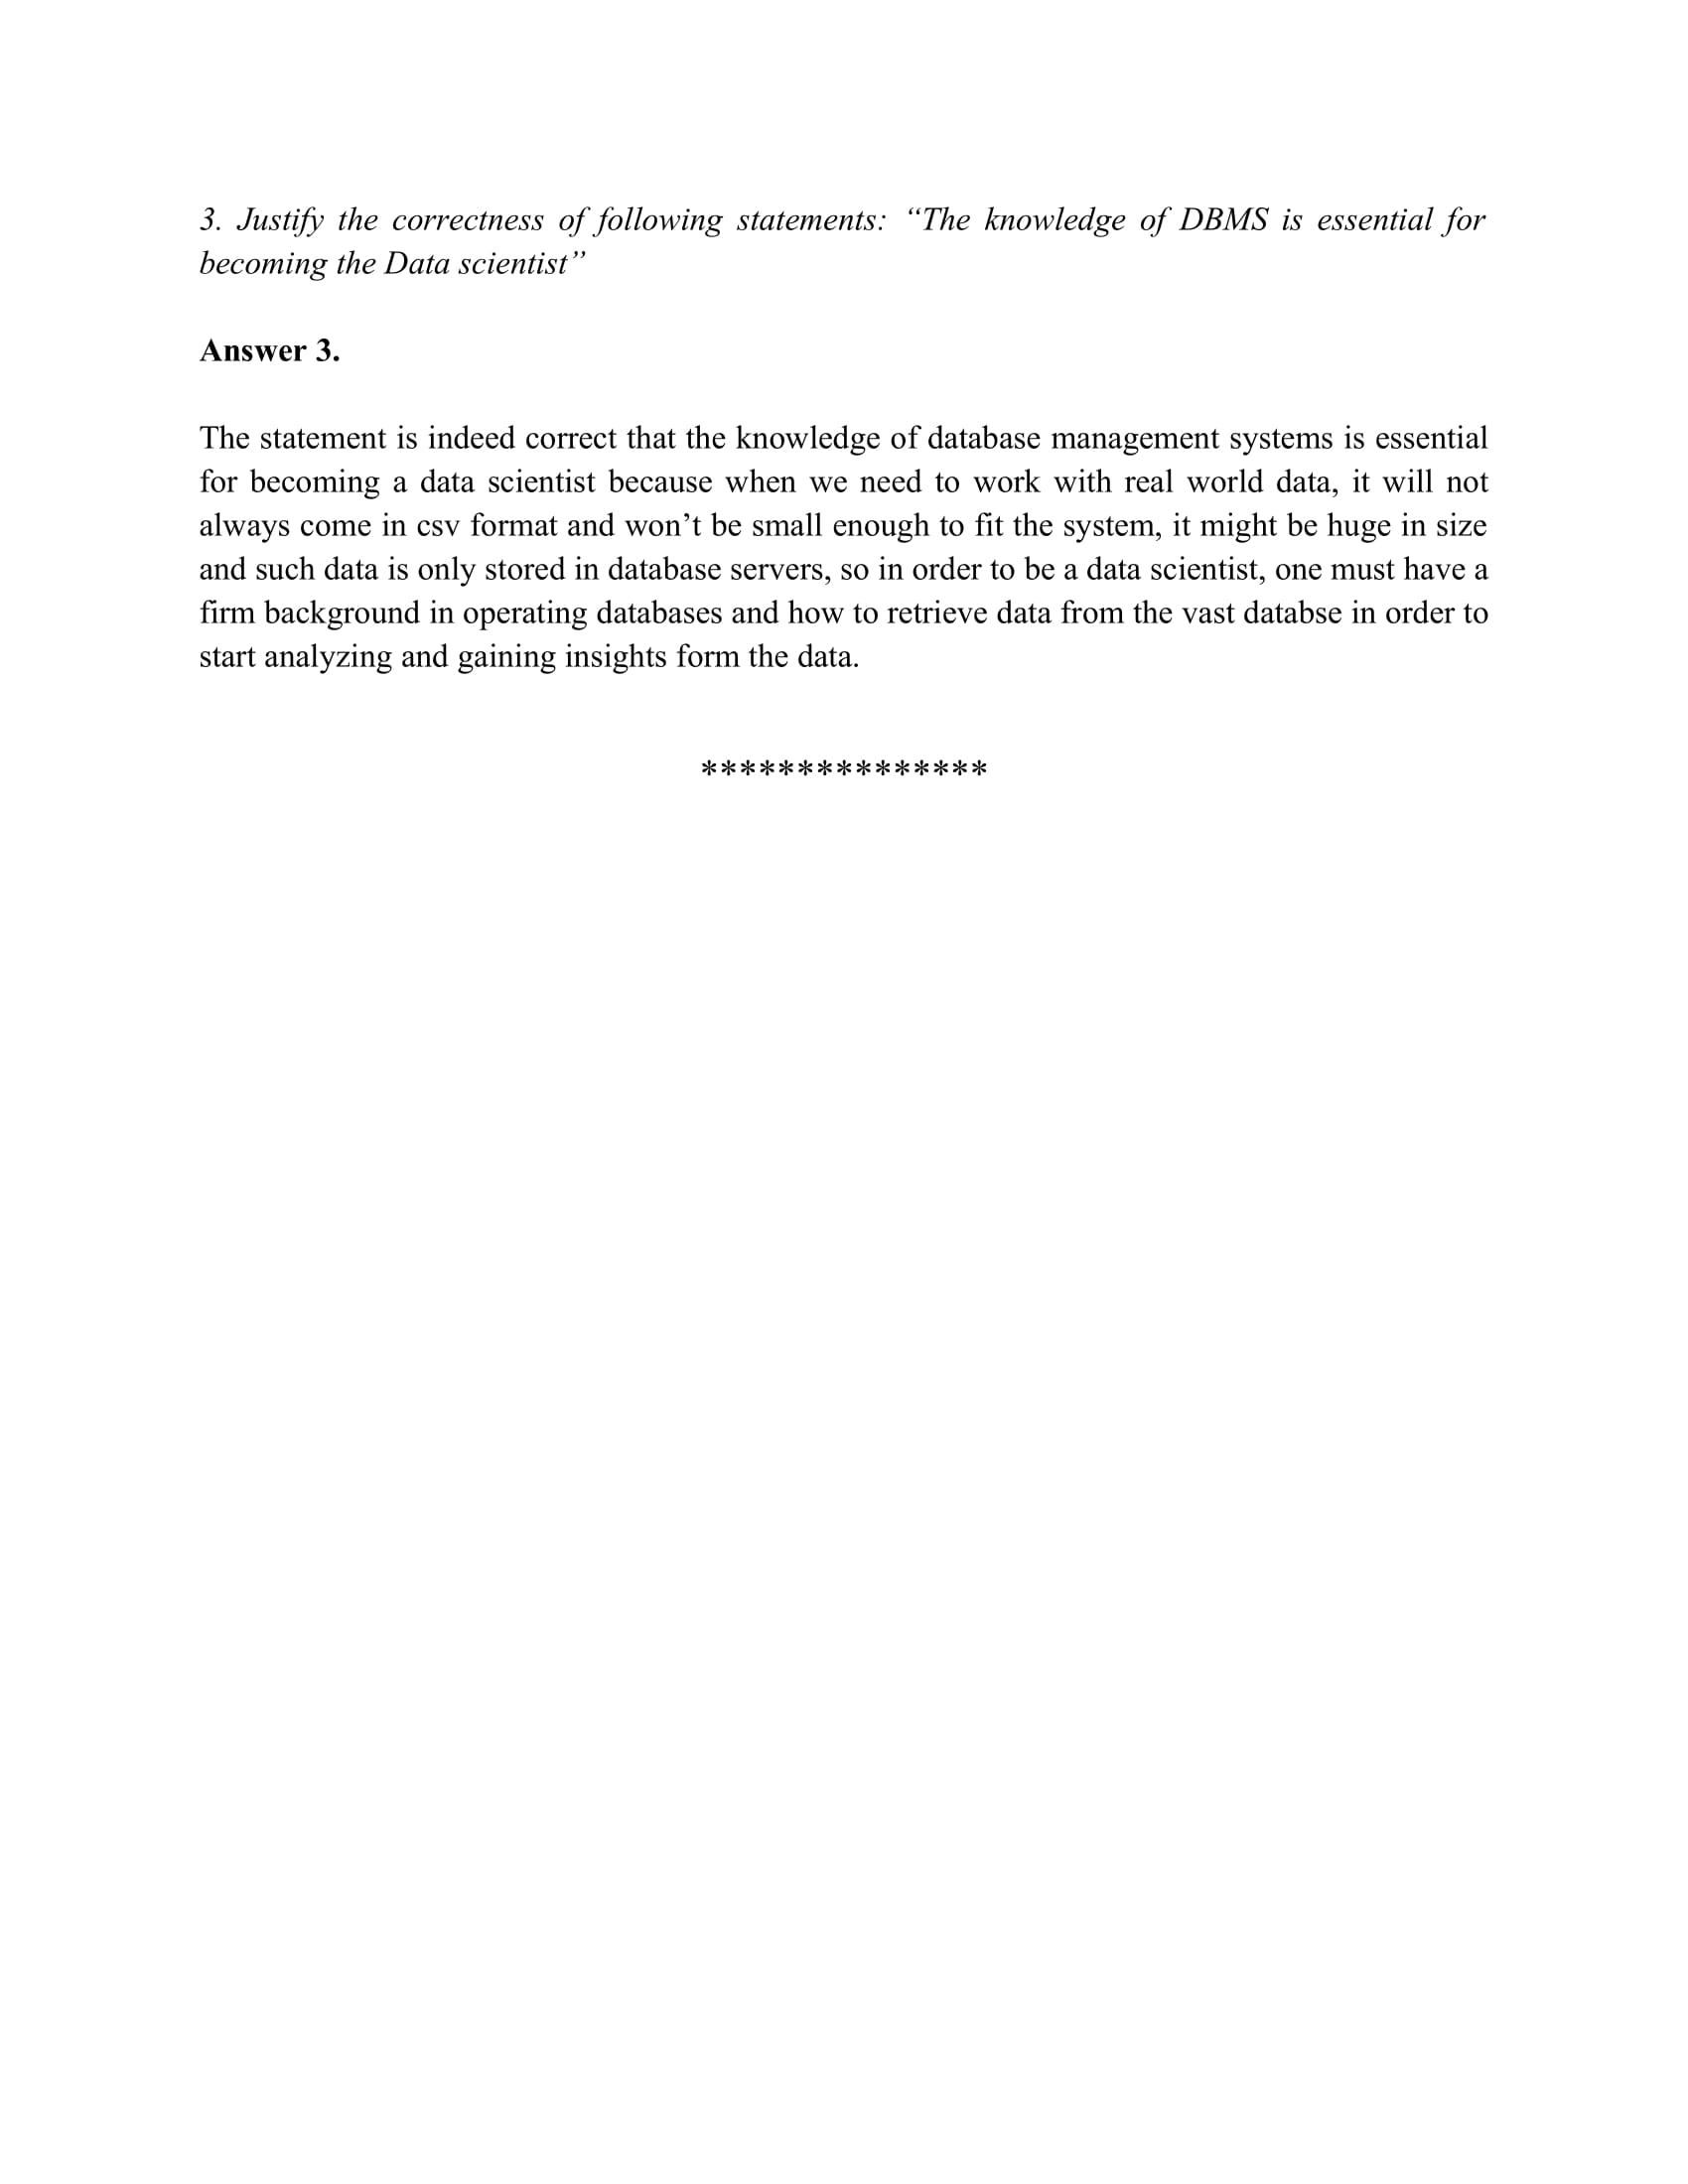 3. Justify the correctness of following statements: “The knowledge of DBMS is essential for
becoming the Data scientist”
Answer 3.
The statement is indeed correct that the knowledge of database management systems is essential
for becoming a data scientist because when we need to work with real world data, it will not
always come in csv format and won’t be small enough to fit the system, it might be huge in size
and such data is only stored in database servers, so in order to be a data scientist, one must have a
firm background in operating databases and how to retrieve data from the vast databse in order to
start analyzing and gaining insights form the data.
***************